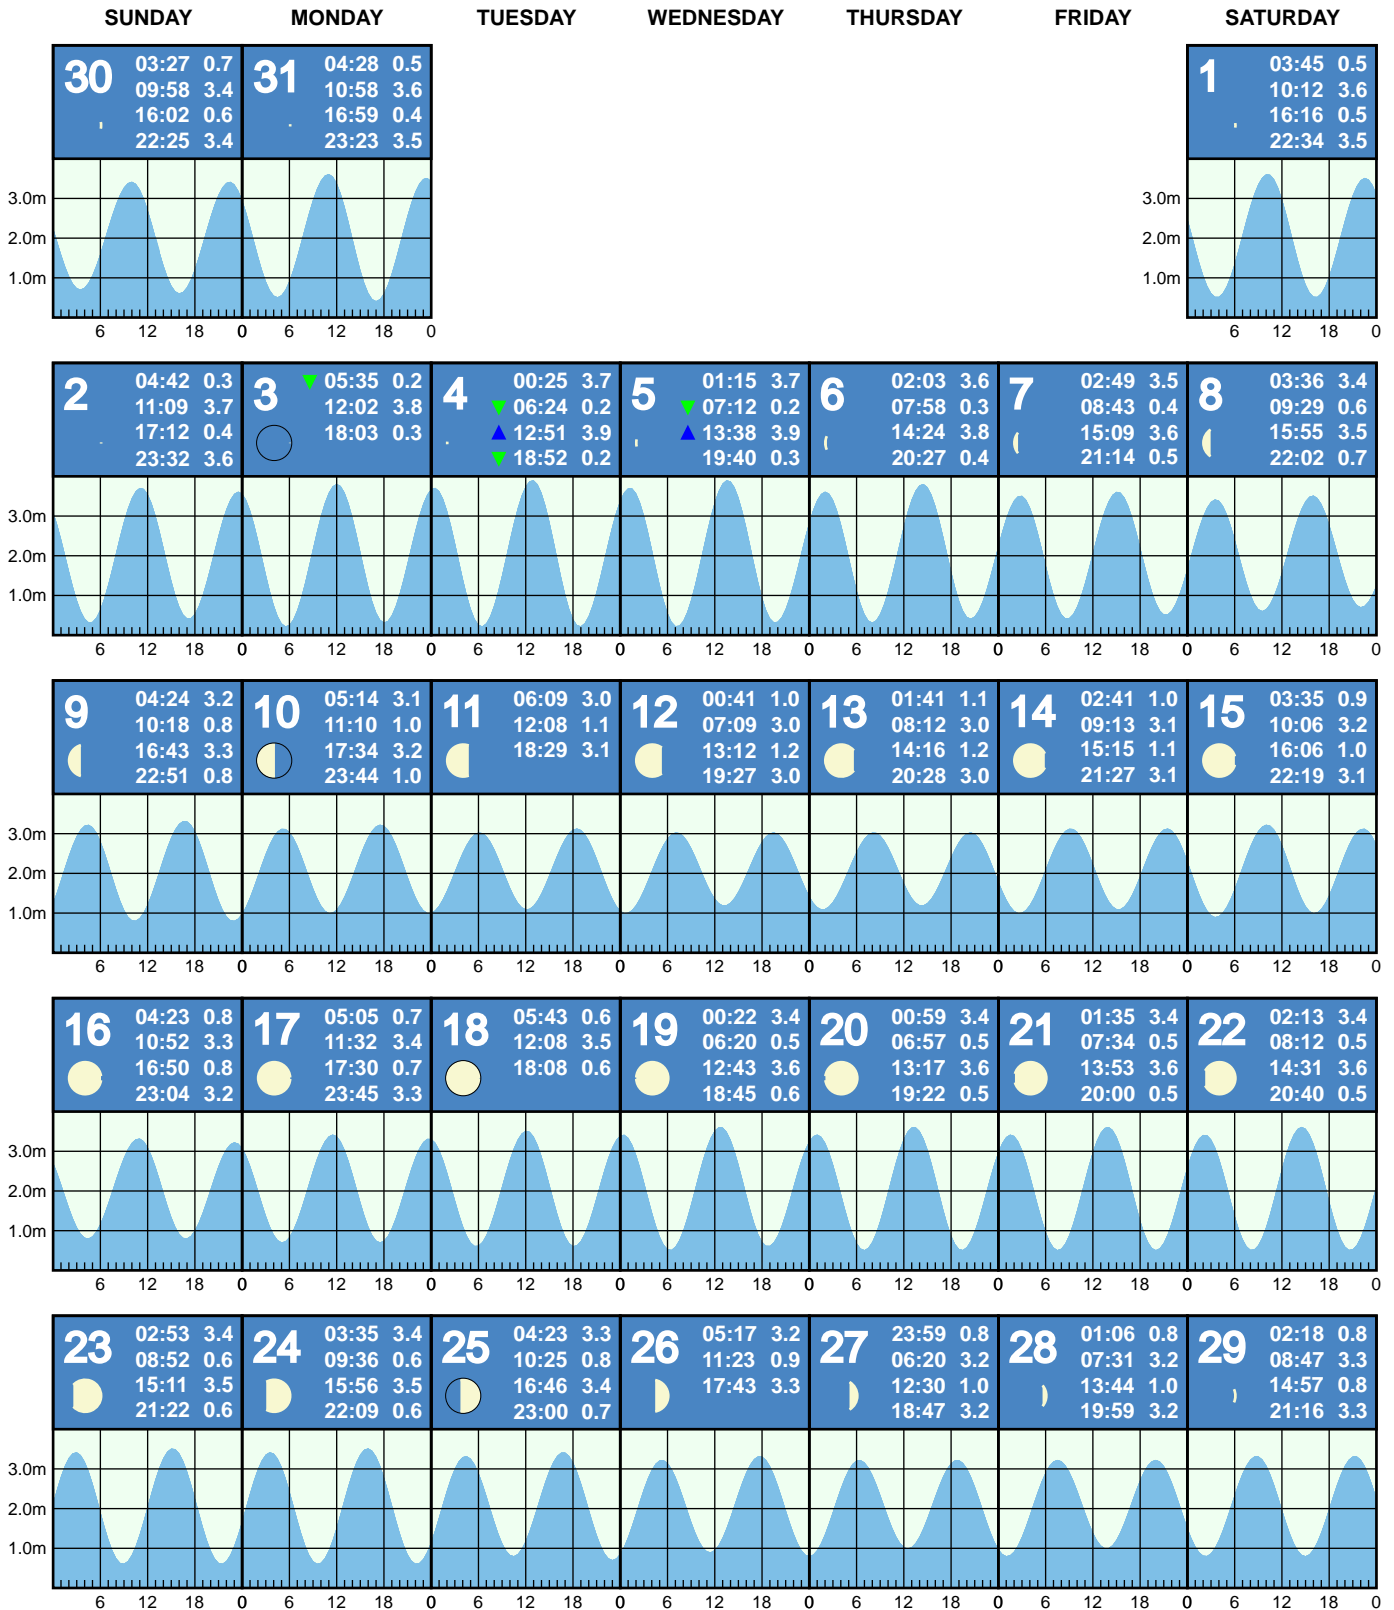 SUNDAY MONDAY TUESDAY WEDNESDAY THURSDAY FRIDAY SATURDAY
30 03:27 0.7 31 04:28 0.5 1 03:45 0.5
09:58 3.4 10:58 3.6 10:12 3.6
16:02 0.6 16:59 0.4 16:16 0.5
22:25 3.4 23:23 3.5 22:34 3.5
3.0m 3.0m
2.0m 2.0m
1.0m 1.0m
6 12 18 0 6 12 18 0 6 12 18 0
2 04:42 0.3 3 05:35 0.2 4 00:25 3.7 5 01:15 3.7 6 02:03 3.6 7 02:49 3.5 8 03:36 3.4
11:09 3.7 12:02 3.8 06:24 0.2 07:12 0.2 07:58 0.3 08:43 0.4 09:29 0.6
17:12 0.4 18:03 0.3 12:51 3.9 13:38 3.9 14:24 3.8 15:09 3.6 15:55 3.5
23:32 3.6 18:52 0.2 19:40 0.3 20:27 0.4 21:14 0.5 22:02 0.7
3.0m
2.0m
1.0m
6 12 18 0 6 12 18 0 6 12 18 0 6 12 18 0 6 12 18 0 6 12 18 0 6 12 18 0
9 04:24 3.2 10 05:14 3.1 11 06:09 3.0 12 00:41 1.0 13 01:41 1.1 14 02:41 1.0 15 03:35 0.9
10:18 0.8 11:10 1.0 12:08 1.1 07:09 3.0 08:12 3.0 09:13 3.1 10:06 3.2
16:43 3.3 17:34 3.2 18:29 3.1 13:12 1.2 14:16 1.2 15:15 1.1 16:06 1.0
22:51 0.8 23:44 1.0 19:27 3.0 20:28 3.0 21:27 3.1 22:19 3.1
3.0m
2.0m
1.0m
6 12 18 0 6 12 18 0 6 12 18 0 6 12 18 0 6 12 18 0 6 12 18 0 6 12 18 0
16 04:23 0.8 17 05:05 0.7 18 05:43 0.6 19 00:22 3.4 20 00:59 3.4 21 01:35 3.4 22 02:13 3.4
10:52 3.3 11:32 3.4 12:08 3.5 06:20 0.5 06:57 0.5 07:34 0.5 08:12 0.5
16:50 0.8 17:30 0.7 18:08 0.6 12:43 3.6 13:17 3.6 13:53 3.6 14:31 3.6
23:04 3.2 23:45 3.3 18:45 0.6 19:22 0.5 20:00 0.5 20:40 0.5
3.0m
2.0m
1.0m
6 12 18 0 6 12 18 0 6 12 18 0 6 12 18 0 6 12 18 0 6 12 18 0 6 12 18 0
23 02:53 3.4 24 03:35 3.4 25 04:23 3.3 26 05:17 3.2 27 23:59 0.8 28 01:06 0.8 29 02:18 0.8
08:52 0.6 09:36 0.6 10:25 0.8 11:23 0.9 06:20 3.2 07:31 3.2 08:47 3.3
15:11 3.5 15:56 3.5 16:46 3.4 17:43 3.3 12:30 1.0 13:44 1.0 14:57 0.8
21:22 0.6 22:09 0.6 23:00 0.7 18:47 3.2 19:59 3.2 21:16 3.3
3.0m
2.0m
1.0m
6 12 18 0 6 12 18 0 6 12 18 0 6 12 18 0 6 12 18 0 6 12 18 0 6 12 18 0